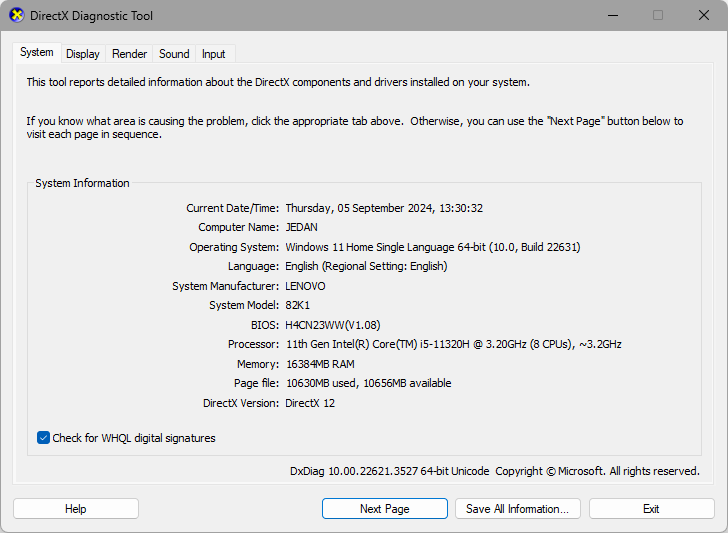 DirectX Diagnostic Tool
System Display Render Sound Input
This tool reports detailed information about the DirectX components and drivers installed on your system.
If you know what area is causing the problem, click the appropriate tab above.  Otherwise, you can use the "Next Page" button below to
visit each page in sequence.
System Information
Current Date/Time: Thursday, 05 September 2024, 13:30:32
Computer Name: JEDAN
Operating System: Windows 11 Home Single Language 64-bit (10.0, Build 22631)
Language: English (Regional Setting: English)
System Manufacturer: LENOVO
System Model: 82K1
BIOS: H4CN23WW(V1.08)
Processor: 11th Gen Intel(R) Core(TM) i5-11320H @ 3.20GHz (8 CPUs), ~3.2GHz
Memory: 16384MB RAM
Page file: 10630MB used, 10656MB available
DirectX Version: DirectX 12
Check for WHQL digital signatures
DxDiag 10.00.22621.3527 64-bit Unicode  Copyright © Microsoft. All rights reserved.
Help Next Page Save All Information... Exit